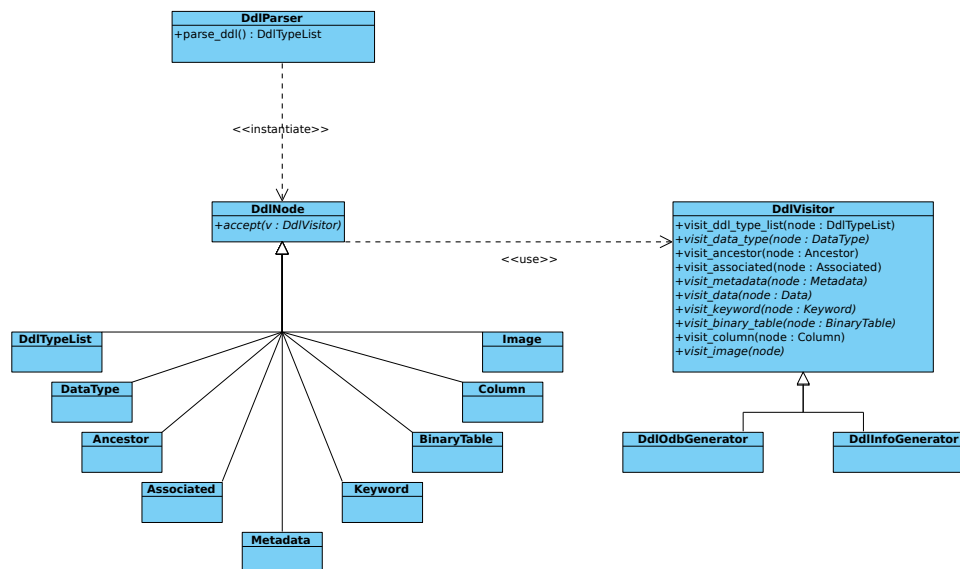 DdlParser
+parse_ddl() : DdlTypeList
<<instantiate>>
DdlNode
+accept(v : DdlVisitor)
<<use>>
DdlVisitor
+visit_ddl_type_list(node : DdlTypeList)
+visit_data_type(node : DataType)
+visit_ancestor(node : Ancestor)
+visit_associated(node : Associated)
+visit_metadata(node : Metadata)
+visit_data(node : Data)
+visit_keyword(node : Keyword)
+visit_binary_table(node : BinaryTable)
+visit_column(node : Column)
+visit_image(node)
DdlTypeList
Image
DataType
Column
Ancestor
BinaryTable
DdlOdbGenerator
DdlInfoGenerator
Associated
Keyword
Metadata